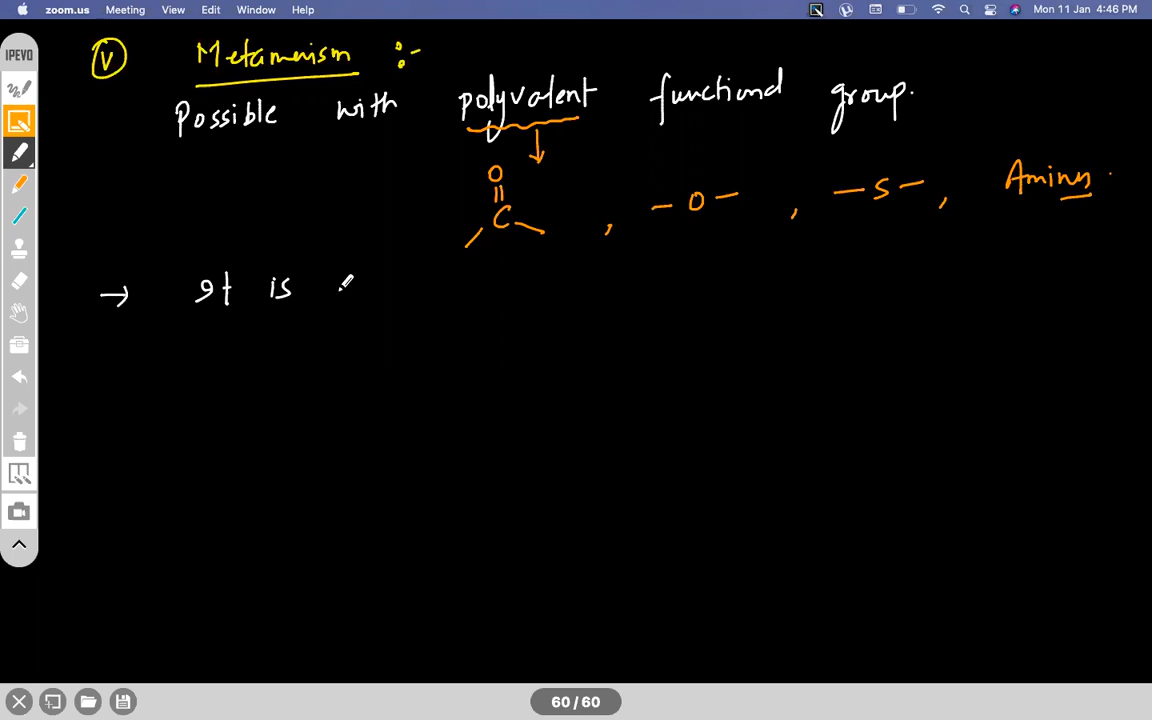 zoom.us Meeting View Edit Window Help Mon 11 Jan 4:46 PM
IPEVO
V Metamerism :-
Possible with polyvalent functional group.
O
C , -O- , -S- , Amines.
→ It is
60/60